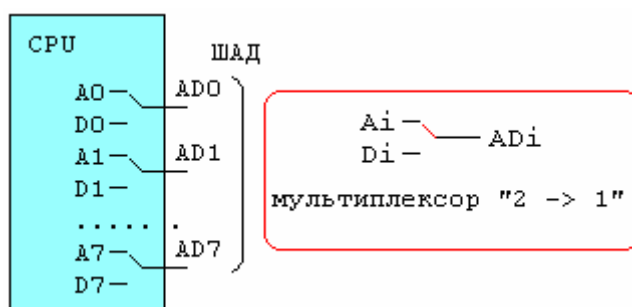 CPU
ШАД
A0 AD0
D0
A1 AD1
D1
. . . . . .
A7 AD7
D7
Ai ADi
Di
мультиплексор "2 -> 1"